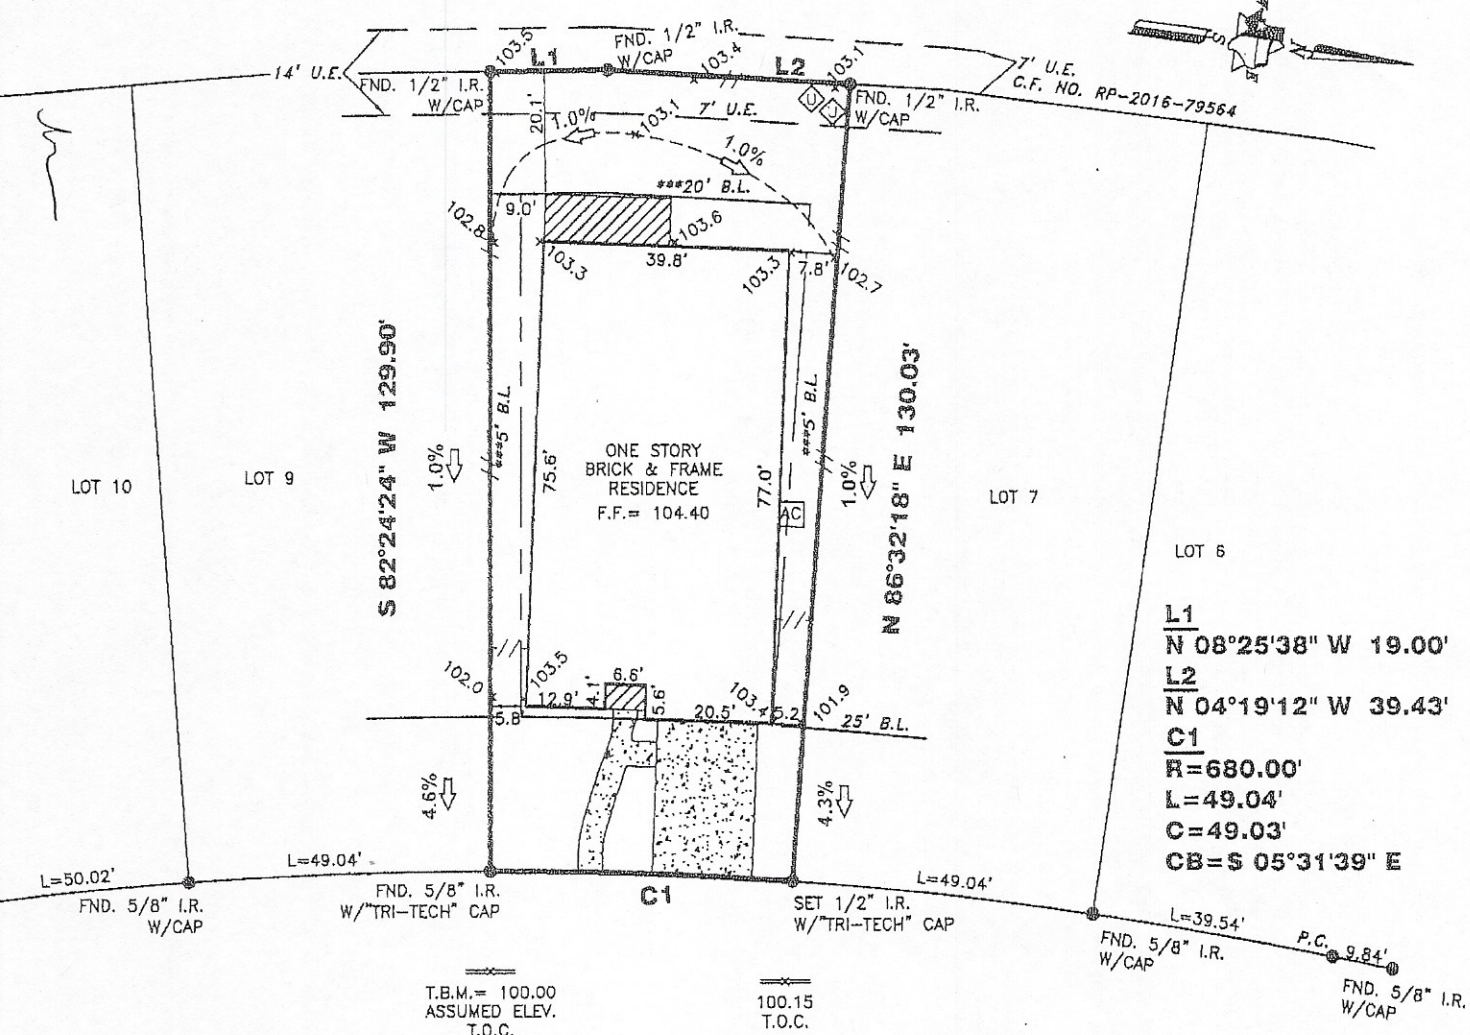 103.5
L1
FND. 1/2" I.R.
W/CAP
103.4
L2
103.1
S
N
14' U.E.
FND. 1/2" I.R.
W/CAP
7' U.E.
C.F. NO. RP-2016-79564
U
J
FND. 1/2" I.R.
W/CAP
20.1'
1.0%
103.1
7' U.E.
1.0%
***20' B.L.
102.8
9.0'
103.6
103.3
39.8'
103.3
7.8'
102.7
S 82°24'24" W 129.90'
1.0%
***5' B.L.
75.6'
ONE STORY
BRICK & FRAME
RESIDENCE
F.F.= 104.40
77.0'
AC
***5' B.L.
1.0%
N 86°32'18" E 130.03'
LOT 10
LOT 9
LOT 7
LOT 6
102.0
103.5
5.8'
12.9'
4.1'
6.6'
5.6'
20.5'
103.4
5.2'
101.9
25' B.L.
4.6%
4.3%
L1
N 08°25'38" W 19.00'
L2
N 04°19'12" W 39.43'
C1
R=680.00'
L=49.04'
C=49.03'
CB=S 05°31'39" E
L=50.02'
FND. 5/8" I.R.
W/CAP
L=49.04'
FND. 5/8" I.R.
W/"TRI-TECH" CAP
C1
SET 1/2" I.R.
W/"TRI-TECH" CAP
L=49.04'
FND. 5/8" I.R.
W/CAP
L=39.54'
P.C.
9.84'
FND. 5/8" I.R.
W/CAP
T.B.M.= 100.00
ASSUMED ELEV.
T.O.C.
100.15
T.O.C.